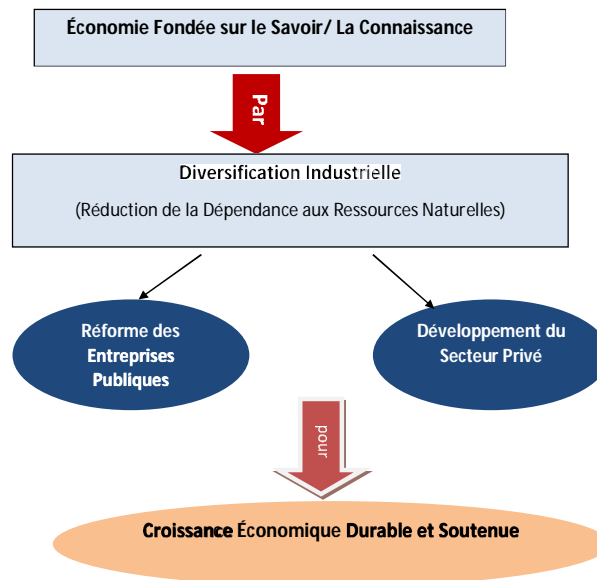 Économie Fondée sur le Savoir/ La Connaissance
Par
Diversification Industrielle
(Réduction de la Dépendance aux Ressources Naturelles)
Réforme des
Entreprises
Publiques
Développement du
Secteur Privé
pour
Croissance Économique Durable et Soutenue